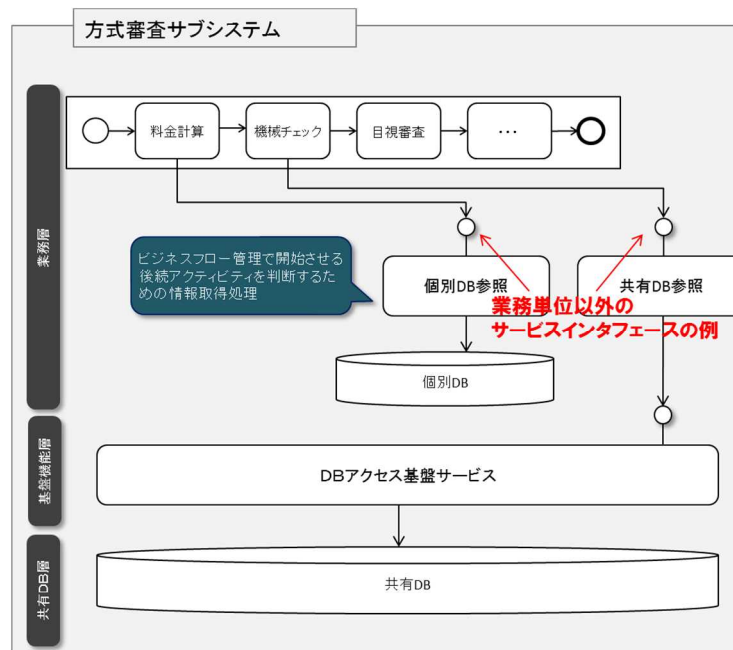 方式審査サブシステム
業務層
料金計算
機械チェック
目視審査
・・・
ビジネスフロー管理で開始させる
後続アクティビティを判断するた
めの情報取得処理
個別DB参照
共有DB参照
業務単位以外の
サービスインタフェースの例
個別DB
基盤機能層
DBアクセス基盤サービス
共有DB層
共有DB